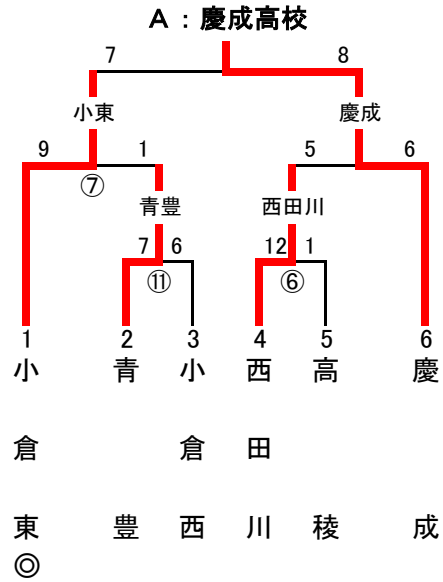 A：慶成高校
7 8
小東 慶成
9 1 5 6
⑦
青豊 西田川
7 6 12 1
⑪ ⑥
1 2 3 4 5 6
小倉東◎
青豊
小倉西
西田川
高稜
慶成